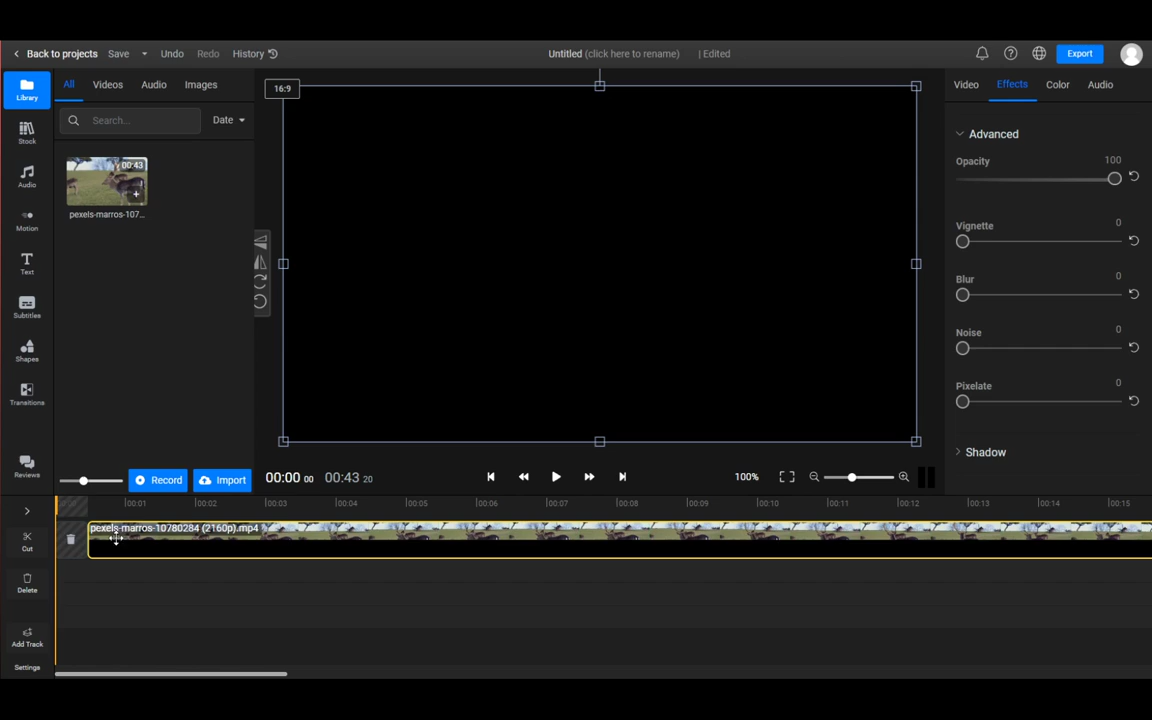 Back to projects Save Undo Redo History Untitled (click here to rename) | Edited Export
Library
Stock
Audio
Motion
Text
Subtitles
Shapes
Transitions
Reviews
All Videos Audio Images
Search... Date
00:43
pexels-marros-107...
Record Import
16:9
00:00 00 00:43 20
100%
Video Effects Color Audio
Advanced
Opacity 100
Vignette 0
Blur 0
Noise 0
Pixelate 0
Shadow
00:01 00:02 00:03 00:04 00:05 00:06 00:07 00:08 00:09 00:10 00:11 00:12 00:13 00:14 00:15
pexels-marros-10780284 (2160p).mp4
Cut
Delete
Add Track
Settings